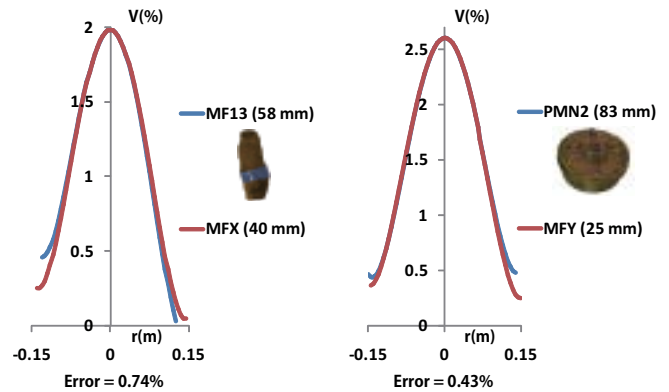 V(%)
2
1.5
1
0.5
0
-0.15
0
0.15
r(m)
MF13 (58 mm)
MFX (40 mm)
Error = 0.74%
V(%)
2.5
2
1.5
1
0.5
0
-0.15
0
0.15
r(m)
PMN2 (83 mm)
MFY (25 mm)
Error = 0.43%